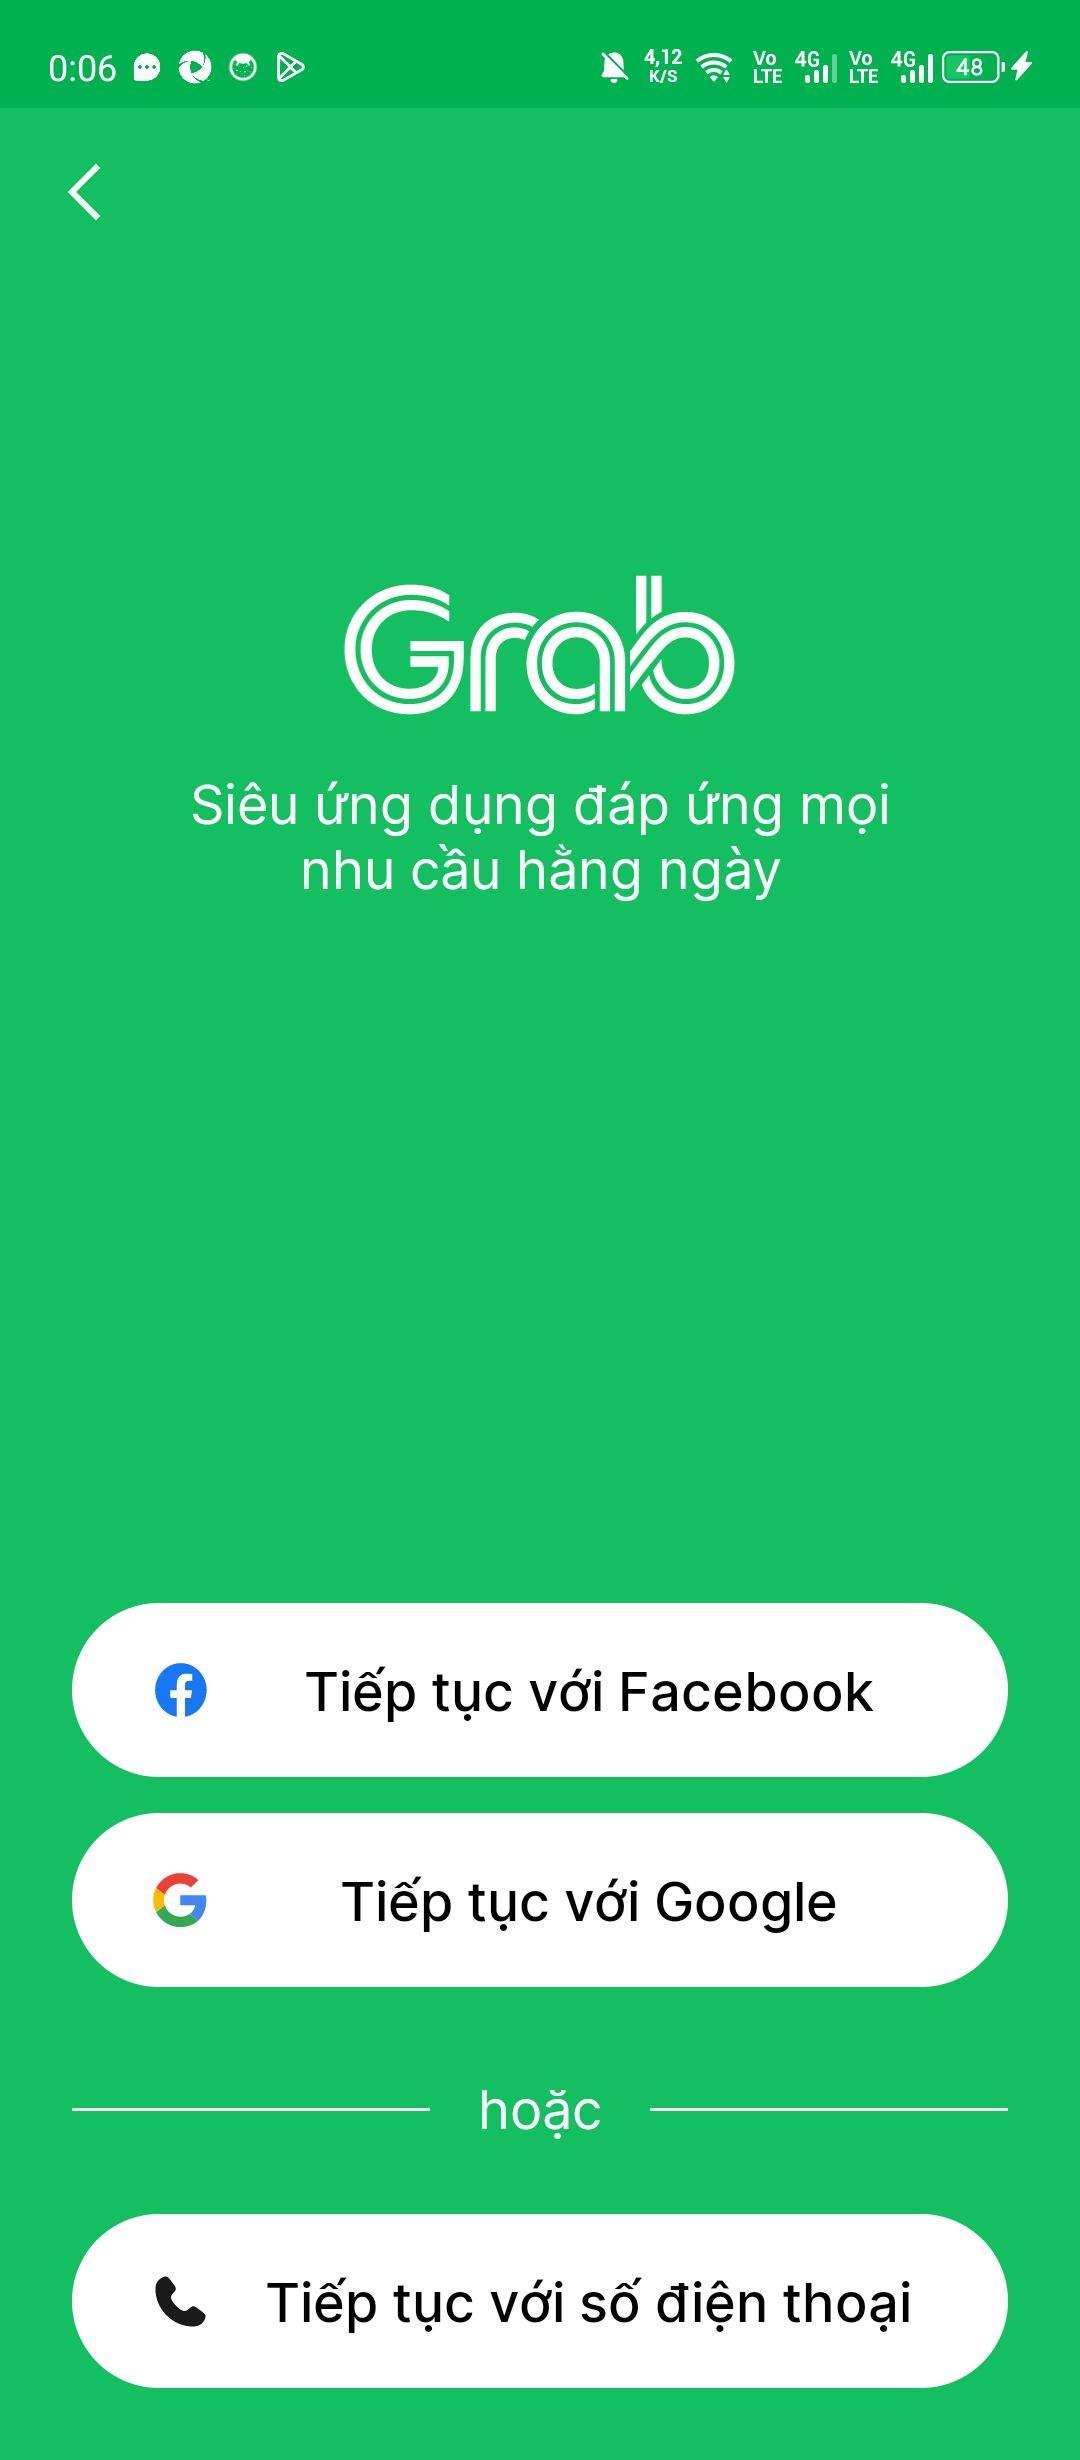 0:06 4,12 K/S Vo LTE 4G Vo LTE 4G 48
Grab
Siêu ứng dụng đáp ứng mọi
nhu cầu hằng ngày
Tiếp tục với Facebook
Tiếp tục với Google
hoặc
Tiếp tục với số điện thoại